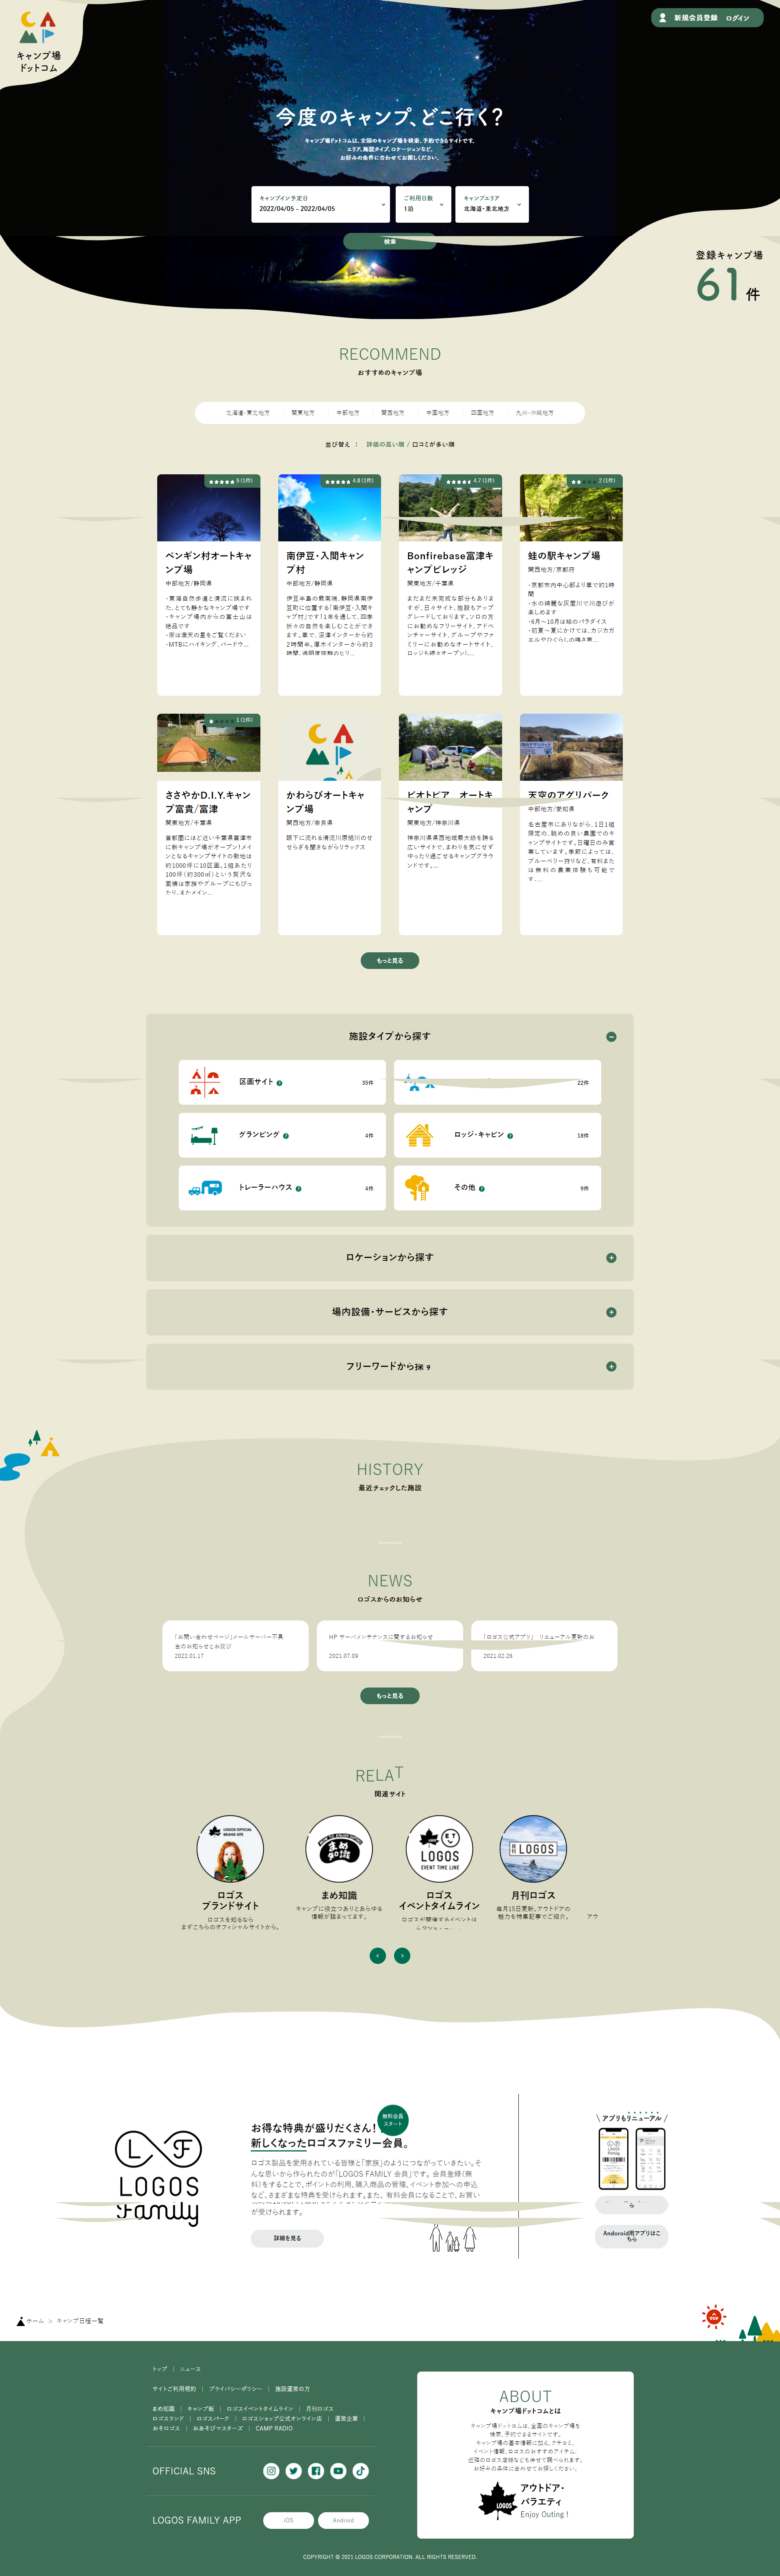 キャンプ場
ドットコム
新規会員登録 ログイン
今度のキャンプ、どこ行く?
キャンプ場ドットコムは、全国のキャンプ場を検索、予約できるサイトです。
エリア、施設タイプ、ロケーションなど、
お好みの条件に合わせてお探しください。
キャンプイン予定日
2022/04/05 - 2022/04/05
ご利用日数
1泊
キャンプエリア
北海道・東北地方
検索
登録キャンプ場
61 件
RECOMMEND
おすすめのキャンプ場
北海道・東北地方 関東地方 中部地方 関西地方 中国地方 四国地方 九州・沖縄地方
並び替え : 評価の高い順 / 口コミが多い順
5 (1件)
ペンギン村オートキャ
ンプ場
中部地方/静岡県
・東海自然歩道と清流に挟まれ
た、とても静かなキャンプ場です
・キャンプ場内からの富士山は
絶品です
・夜は満天の星をご覧ください
・MTBにハイキング、バードウ...
4.8 (1件)
南伊豆・入間キャン
プ村
中部地方/静岡県
伊豆半島の最南端、静岡県南伊
豆町に位置する「南伊豆・入間キャ
ンプ村」です!1年を通して、四季
折々の自然を楽しむことができ
ます。車で、沼津インターから約
2時間半。厚木インターから約3
時間。透明度抜群のヒリ...
4.7 (1件)
Bonfirebase富津キ
ャンプビレッジ
関東地方/千葉県
まだまだ未完成な部分もありま
すが、日々サイト、施設もアップ
グレードしております。ソロの方
にお勧めなフリーサイト、アドベ
ンチャーサイト、グループやファ
ミリーにお勧めなオートサイト、
ロッジも続々オープンし...
2 (1件)
蛙の駅キャンプ場
関西地方/京都府
・京都市内中心部より車で約1時
間
・水の綺麗な灰屋川で川遊びが
楽しめます
・6月〜10月は鮎のパラダイス
・初夏〜夏にかけては、カジカガ
エルやひぐらしの鳴き声...
1 (1件)
ささやかD.I.Y.キャン
プ富貴/富津
関東地方/千葉県
首都圏にほど近い千葉県富津市
に新キャンプ場がオープン!メイ
ンとなるキャンプサイトの敷地は
約1000坪に10区画。1組あたり
100坪(約300㎡)という贅沢な
面積は家族やグループにもぴっ
たり。またメイン...
かわらびオートキャ
ンプ場
関西地方/奈良県
眼下に流れる清流川原樋川のせ
せらぎを聞きながらリラックス
ビオトピア オートキ
ャンプ
関東地方/神奈川県
神奈川県県西地域最大級を誇る
広いサイトで、まわりを気にせず
ゆったり過ごせるキャンプグラウ
ンドです。...
天空のアグリパーク
中部地方/愛知県
名古屋市にありながら、1日1組
限定の、眺めの良い農園でのキ
ャンプサイトです。日曜日のみ営
業しています。季節によっては、
ブルーベリー狩りなど、有料また
は無料の農業体験も可能で
す。...
もっと見る
施設タイプから探す
区画サイト 35件
22件
グランピング 4件
ロッジ・キャビン 18件
トレーラーハウス 4件
その他 9件
ロケーションから探す
場内設備・サービスから探す
フリーワードから探す
HISTORY
最近チェックした施設
NEWS
ロゴスからのお知らせ
「お問い合わせページ」メールサーバー不具
合のお知らせとお詫び
2022.01.17
HP サーバメンテナンスに関するお知らせ
2021.07.09
「ロゴス公式アプリ」 リニューアル更新のお
2021.02.26
もっと見る
RELAT
関連サイト
LOGOS OFFICIAL
BRAND SITE
ロゴス
ブランドサイト
ロゴスを知るなら
まずこちらのオフィシャルサイトから。
まめ知識
まめ知識
キャンプに役立つありとあらゆる
情報が詰まってます。
LOGOS
EVENT TIME LINE
ロゴス
イベントタイムライン
ロゴスが開催するイベントは
月刊 LOGOS
月刊ロゴス
毎月15日更新。アウトドアの
魅力を特集記事でご紹介。
アウ
LF
LOGOS
Family
無料会員
スタート
お得な特典が盛りだくさん!
新しくなったロゴスファミリー会員。
ロゴス製品を愛用されている皆様と「家族」のようにつながっていきたい。そ
んな思いから作られたのが「LOGOS FAMILY 会員」です。 会員登録(無
料)をすることで、ポイントの利用、購入商品の管理、イベント参加への申込
など、さまざまな特典を受けられます。また、 有料会員になることで、お買い
が受けられます。
詳細を見る
アプリもリニューアル
ら
Andoroid用アプリはこ
ちら
ホーム > キャンプ日程一覧
TOP
トップ | ニュース
サイトご利用規約 | プライバシーポリシー | 施設運営の方
まめ知識 | キャンプ飯 | ロゴスイベントタイムライン | 月刊ロゴス
ロゴスランド | ロゴスパーク | ロゴスショップ公式オンライン店 | 運営企業 |
おそロゴス | おあそびマスターズ | CAMP RADIO
OFFICIAL SNS
LOGOS FAMILY APP
iOS
Android
ABOUT
キャンプ場ドットコムとは
キャンプ場ドットコムは、全国のキャンプ場を
検索、予約できるサイトです。
キャンプ場の基本情報に加え、クチコミ、
イベント情報、ロゴスのおすすめアイテム、
近隣のロゴス店舗なども併せて調べられます。
お好みの条件に合わせてお探しください。
LOGOS
アウトドア・
バラエティ
Enjoy Outing !
COPYRIGHT © 2021 LOGOS CORPORATION. ALL RIGHTS RESERVED.